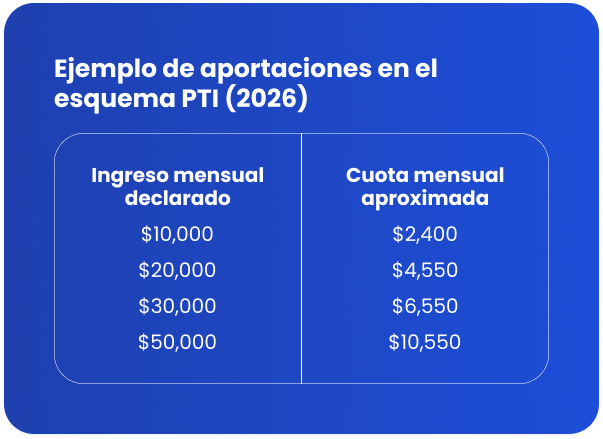 Ejemplo de aportaciones en el
esquema PTI (2026)
Ingreso mensual
declarado
Cuota mensual
aproximada
$10,000 $2,400
$20,000 $4,550
$30,000 $6,550
$50,000 $10,550